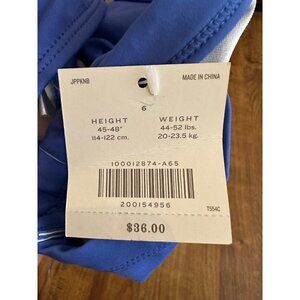 JPPKNB
MADE IN CHINA
6
HEIGHT
45-48"
114-122 cm.
WEIGHT
44-52 lbs.
20-23.5 kg.
100012874-A65
200154956
T554C
$36.00